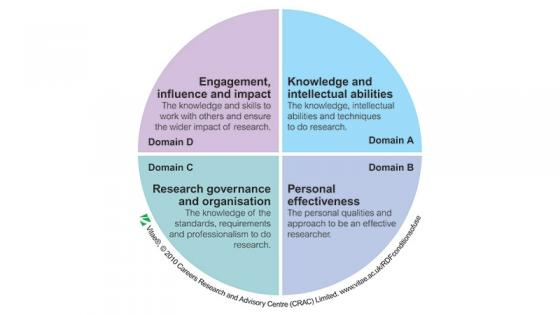 Engagement,
influence and impact
The knowledge and skills to
work with others and ensure
the wider impact of research.
Domain D
Knowledge and
intellectual abilities
The knowledge, intellectual
abilities and techniques
to do research.
Domain A
Domain C
Research governance
and organisation
The knowledge of the
standards, requirements
and professionalism to do
research.
Domain B
Personal
effectiveness
The personal qualities and
approach to be an effective
researcher.
Vitae®, © 2010 Careers Research and Advisory Centre (CRAC) Limited. www.vitae.ac.uk/RDFconditionsofuse